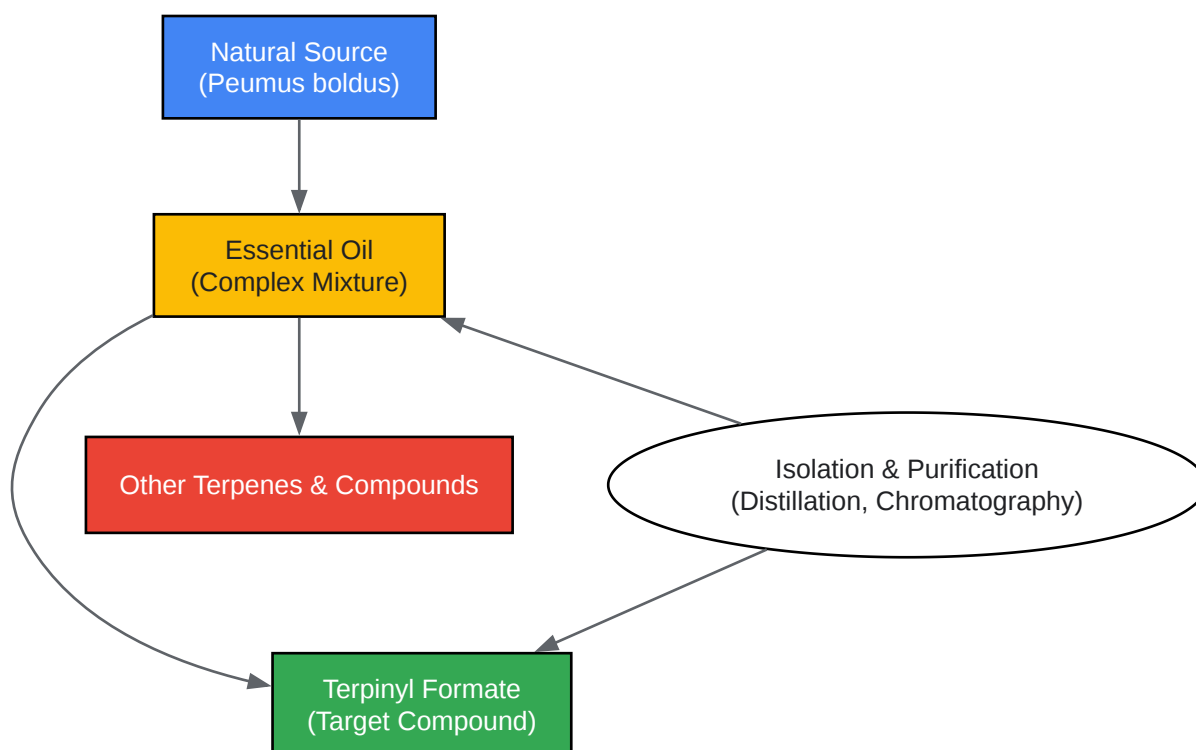 Natural Source
(Peumus boldus)
Essential Oil
(Complex Mixture)
Other Terpenes & Compounds
Isolation & Purification
(Distillation, Chromatography)
Terpinyl Formate
(Target Compound)